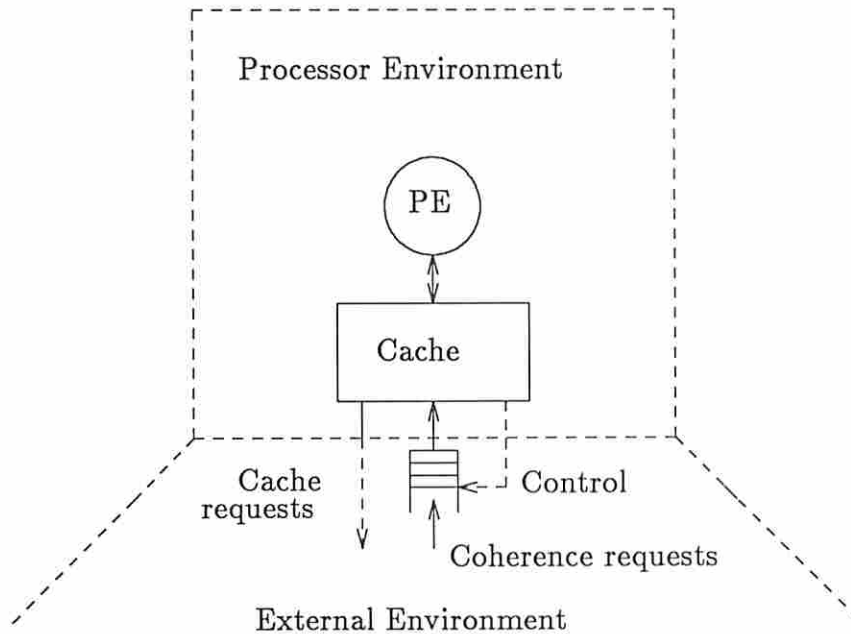 Processor Environment
PE
Cache
Cache
requests
Control
Coherence requests
External Environment